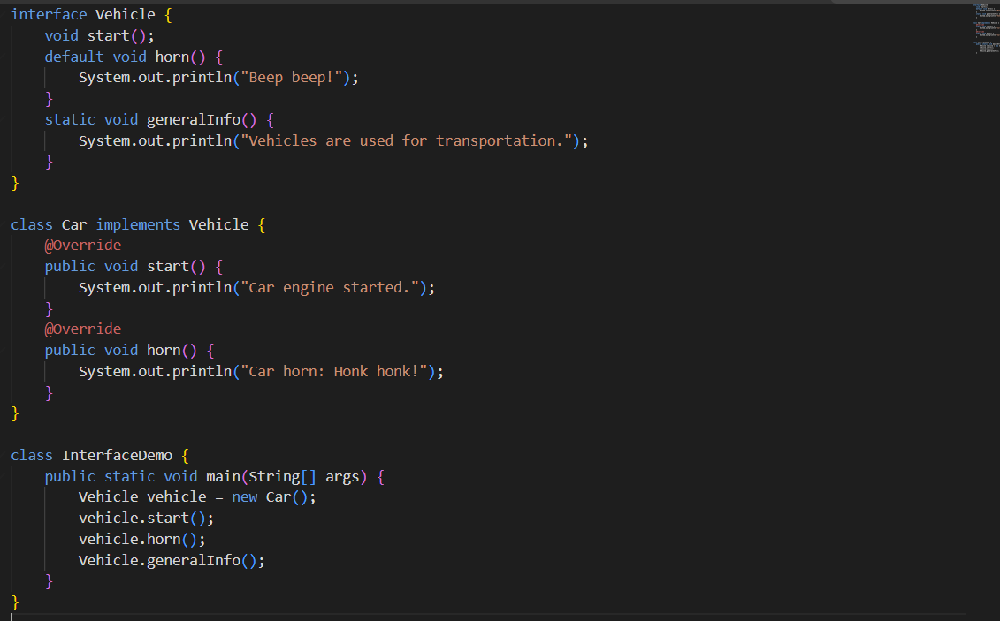 interface Vehicle {
    void start();
    default void horn() {
        System.out.println("Beep beep!");
    }
    static void generalInfo() {
        System.out.println("Vehicles are used for transportation.");
    }
}

class Car implements Vehicle {
    @Override
    public void start() {
        System.out.println("Car engine started.");
    }
    @Override
    public void horn() {
        System.out.println("Car horn: Honk honk!");
    }
}

class InterfaceDemo {
    public static void main(String[] args) {
        Vehicle vehicle = new Car();
        vehicle.start();
        vehicle.horn();
        Vehicle.generalInfo();
    }
}